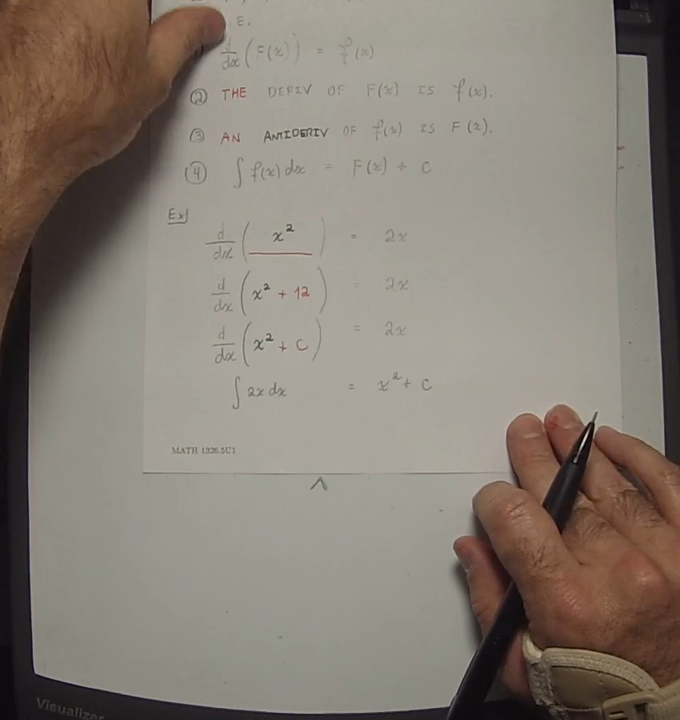 E.
d/dx (F(x)) = f(x)
② THE DERIV OF F(x) IS f(x).
③ AN ANTIDERIV OF f(x) IS F(x).
④ ∫ f(x) dx = F(x) + C
Ex)
d/dx ( x² ) = 2x
d/dx ( x² + 12 ) = 2x
d/dx ( x² + C ) = 2x
∫ 2x dx = x² + C
MATH 1326.5U1
^
Visualizer